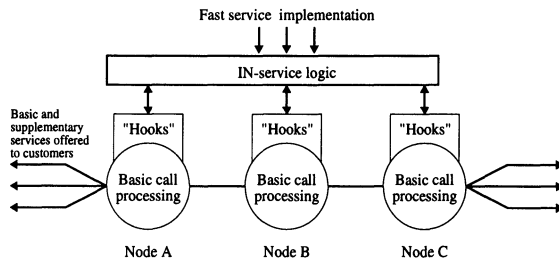 Fast service implementation
IN-service logic
Basic and
supplementary
services offered
to customers
"Hooks"
"Hooks"
"Hooks"
Basic call
processing
Basic call
processing
Basic call
processing
Node A
Node B
Node C